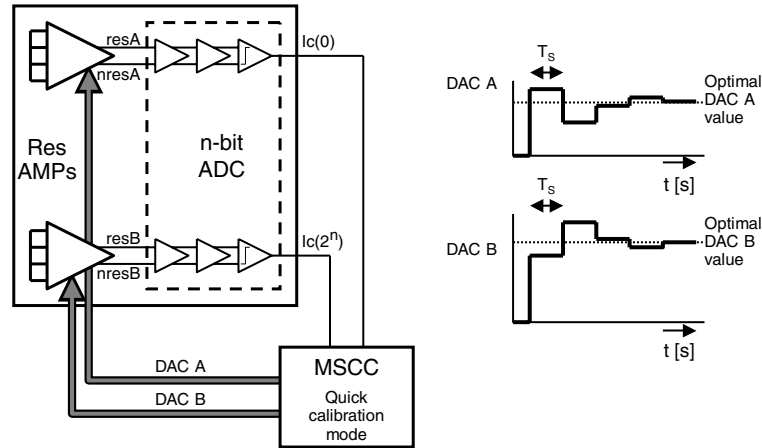 resA
nresA
Ic(0)
Res
AMPs
n-bit
ADC
resB
nresB
Ic(2ⁿ)
DAC A
DAC B
MSCC
Quick
calibration
mode
DAC A
Tₛ
Optimal
DAC A
value
t [s]
DAC B
Tₛ
Optimal
DAC B
value
t [s]